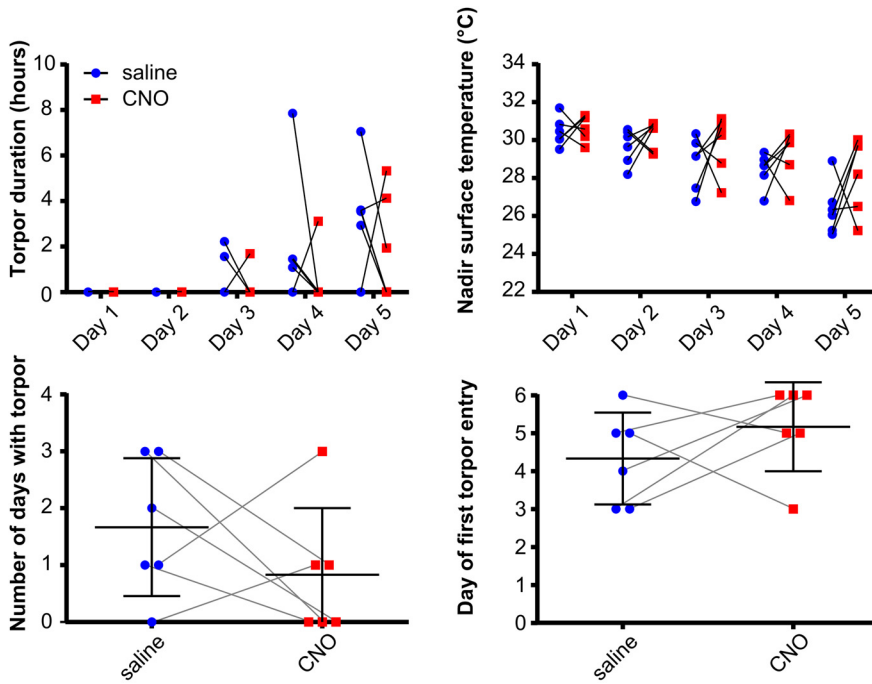 Torpor duration (hours)
10
8
6
4
2
0
saline
CNO
Day 1
Day 2
Day 3
Day 4
Day 5
Nadir surface temperature (°C)
34
32
30
28
26
24
22
Day 1
Day 2
Day 3
Day 4
Day 5
Number of days with torpor
4
3
2
1
0
saline
CNO
Day of first torpor entry
6
5
4
3
2
1
0
saline
CNO